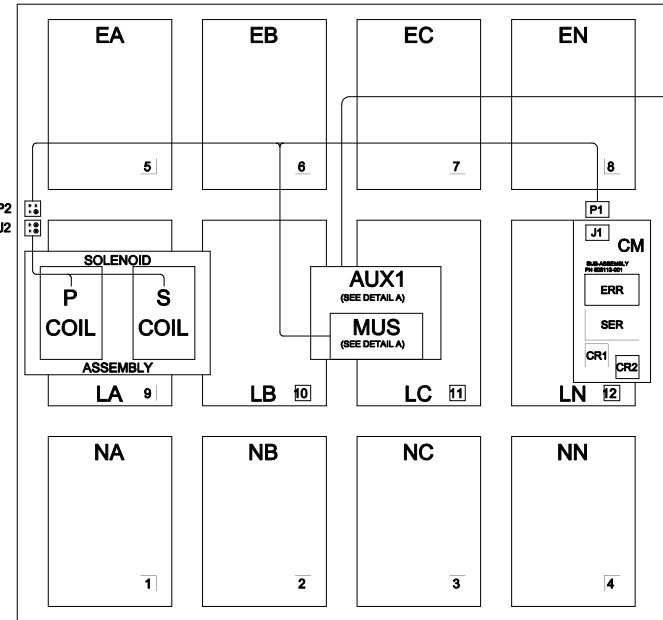 EA EB EC EN
5 6 7 8
P2 P1
J2 J1
CM
SOLENOID
SUB-ASSEMBLY
P COIL
S COIL
AUX1
(SEE DETAIL A)
MUS
(SEE DETAIL A)
ERR
SER
CR1
CR2
ASSEMBLY
LA 9 LB 10 LC 11 LN 12
NA NB NC NN
1 2 3 4